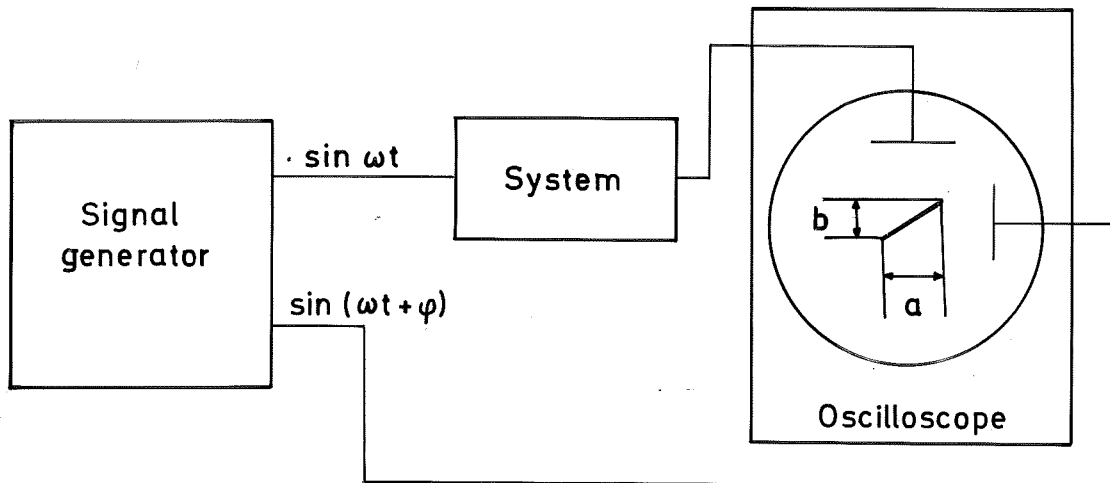 sin ωt
System
Signal
generator
sin (ωt + φ)
b
a
Oscilloscope